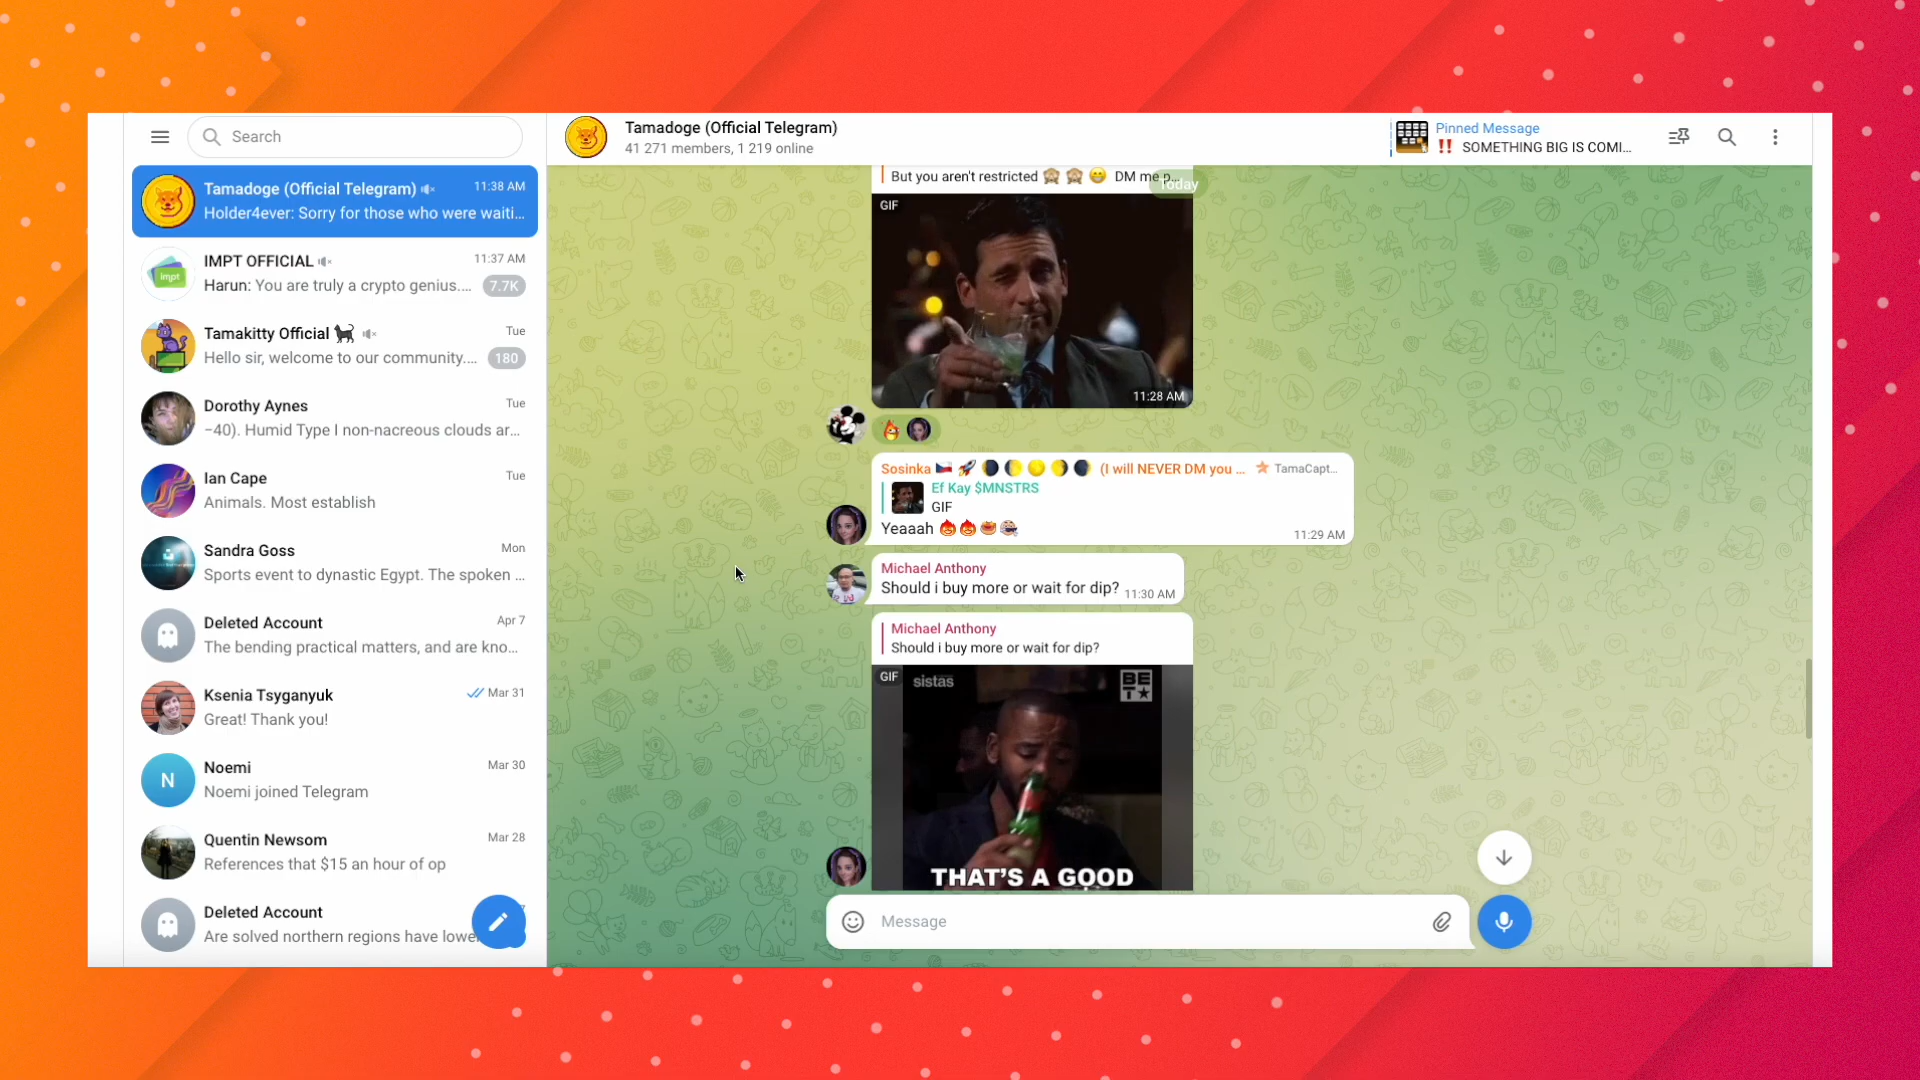 Search
Tamadoge (Official Telegram)
11:38 AM
Holder4ever: Sorry for those who were waiti...
IMPT OFFICIAL
11:37 AM
impt
Harun: You are truly a crypto genius....
7.7K
Tamakitty Official
Tue
Hello sir, welcome to our community....
180
Dorothy Aynes
Tue
−40). Humid Type I non-nacreous clouds ar...
Ian Cape
Tue
Animals. Most establish
Sandra Goss
Mon
Sports event to dynastic Egypt. The spoken ...
Deleted Account
Apr 7
The bending practical matters, and are kno...
Ksenia Tsyganyuk
Mar 31
Great! Thank you!
N
Noemi
Mar 30
Noemi joined Telegram
Quentin Newsom
Mar 28
References that $15 an hour of op
Deleted Account
Are solved northern regions have lowe
Tamadoge (Official Telegram)
41 271 members, 1 219 online
Pinned Message
‼️ SOMETHING BIG IS COMI...
Today
But you aren't restricted 🙈 🙈 😁 DM me p...
GIF
11:28 AM
Sosinka 🇨🇿 🚀 🌒 🌓 🌕 🌗 🌘 (I will NEVER DM you ...
TamaCapt...
Ef Kay $MNSTRS
GIF
Yeaaah
11:29 AM
Michael Anthony
Should i buy more or wait for dip?
11:30 AM
Michael Anthony
Should i buy more or wait for dip?
GIF
sistas
BET★
THAT'S A GOOD
Message